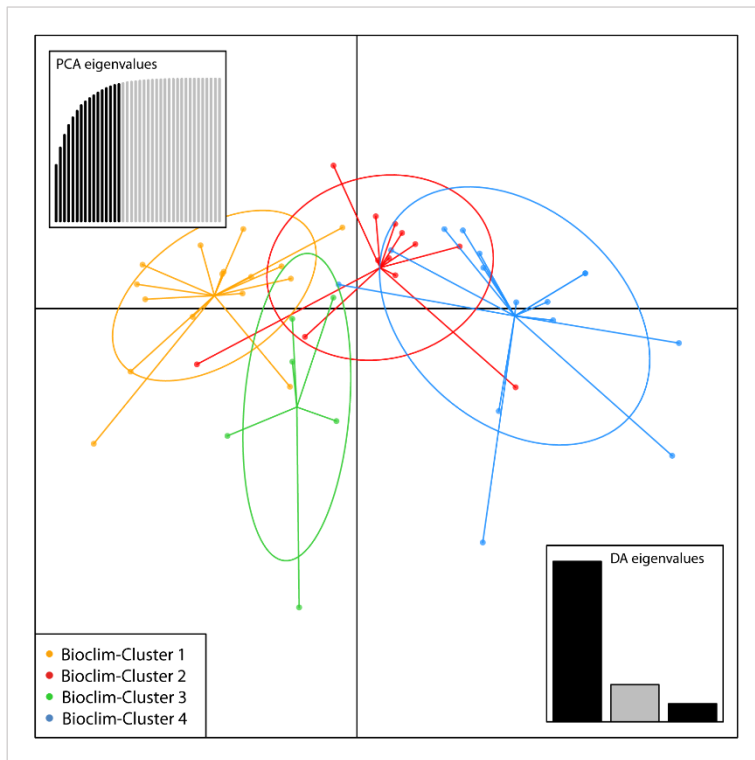 PCA eigenvalues
DA eigenvalues
Bioclim-Cluster 1
Bioclim-Cluster 2
Bioclim-Cluster 3
Bioclim-Cluster 4